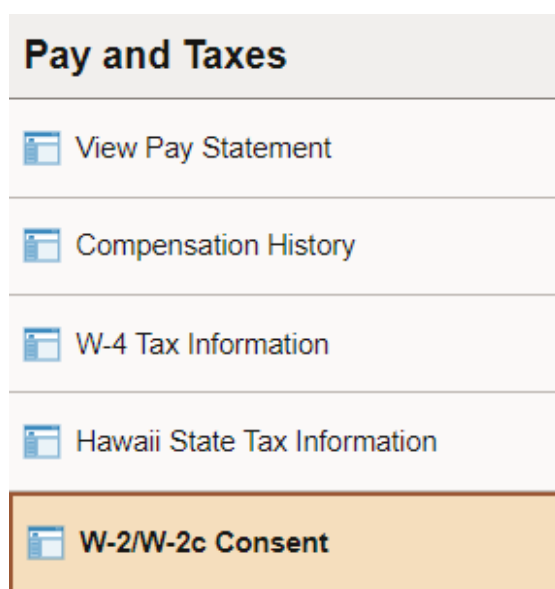 Pay and Taxes
View Pay Statement
Compensation History
W-4 Tax Information
Hawaii State Tax Information
W-2/W-2c Consent